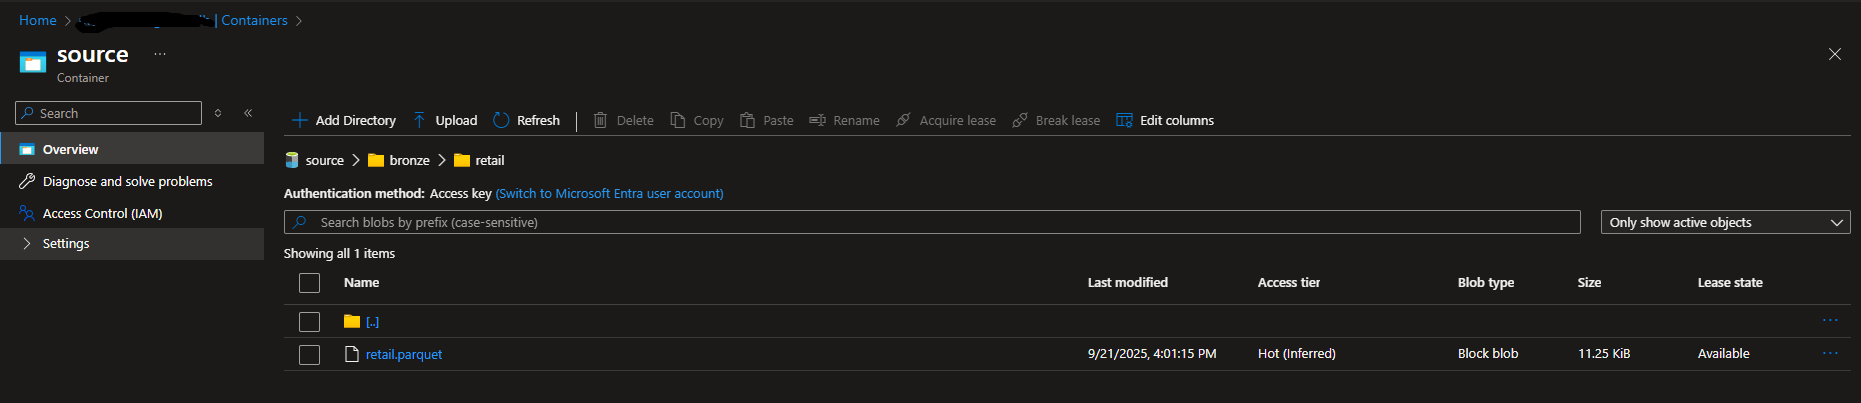 Home > | Containers >
source ...
Container
Search
Overview
Diagnose and solve problems
Access Control (IAM)
Settings
Add Directory Upload Refresh Delete Copy Paste Rename Acquire lease Break lease Edit columns
source > bronze > retail
Authentication method: Access key (Switch to Microsoft Entra user account)
Search blobs by prefix (case-sensitive) Only show active objects
Showing all 1 items
Name Last modified Access tier Blob type Size Lease state
[..] ...
retail.parquet 9/21/2025, 4:01:15 PM Hot (Inferred) Block blob 11.25 KiB Available ...